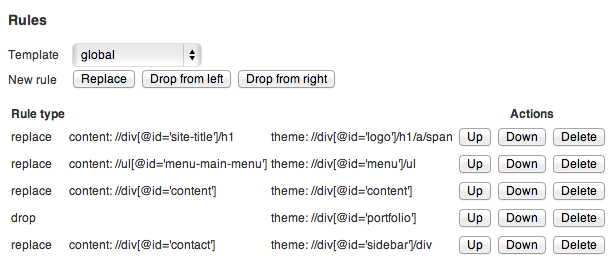 Rules
Template global
New rule Replace Drop from left Drop from right
Rule type Actions
replace content: //div[@id='site-title']/h1 theme: //div[@id='logo']/h1/a/span Up Down Delete
replace content: //ul[@id='menu-main-menu'] theme: //div[@id='menu']/ul Up Down Delete
replace content: //div[@id='content'] theme: //div[@id='content'] Up Down Delete
drop theme: //div[@id='portfolio'] Up Down Delete
replace content: //div[@id='contact'] theme: //div[@id='sidebar']/div Up Down Delete